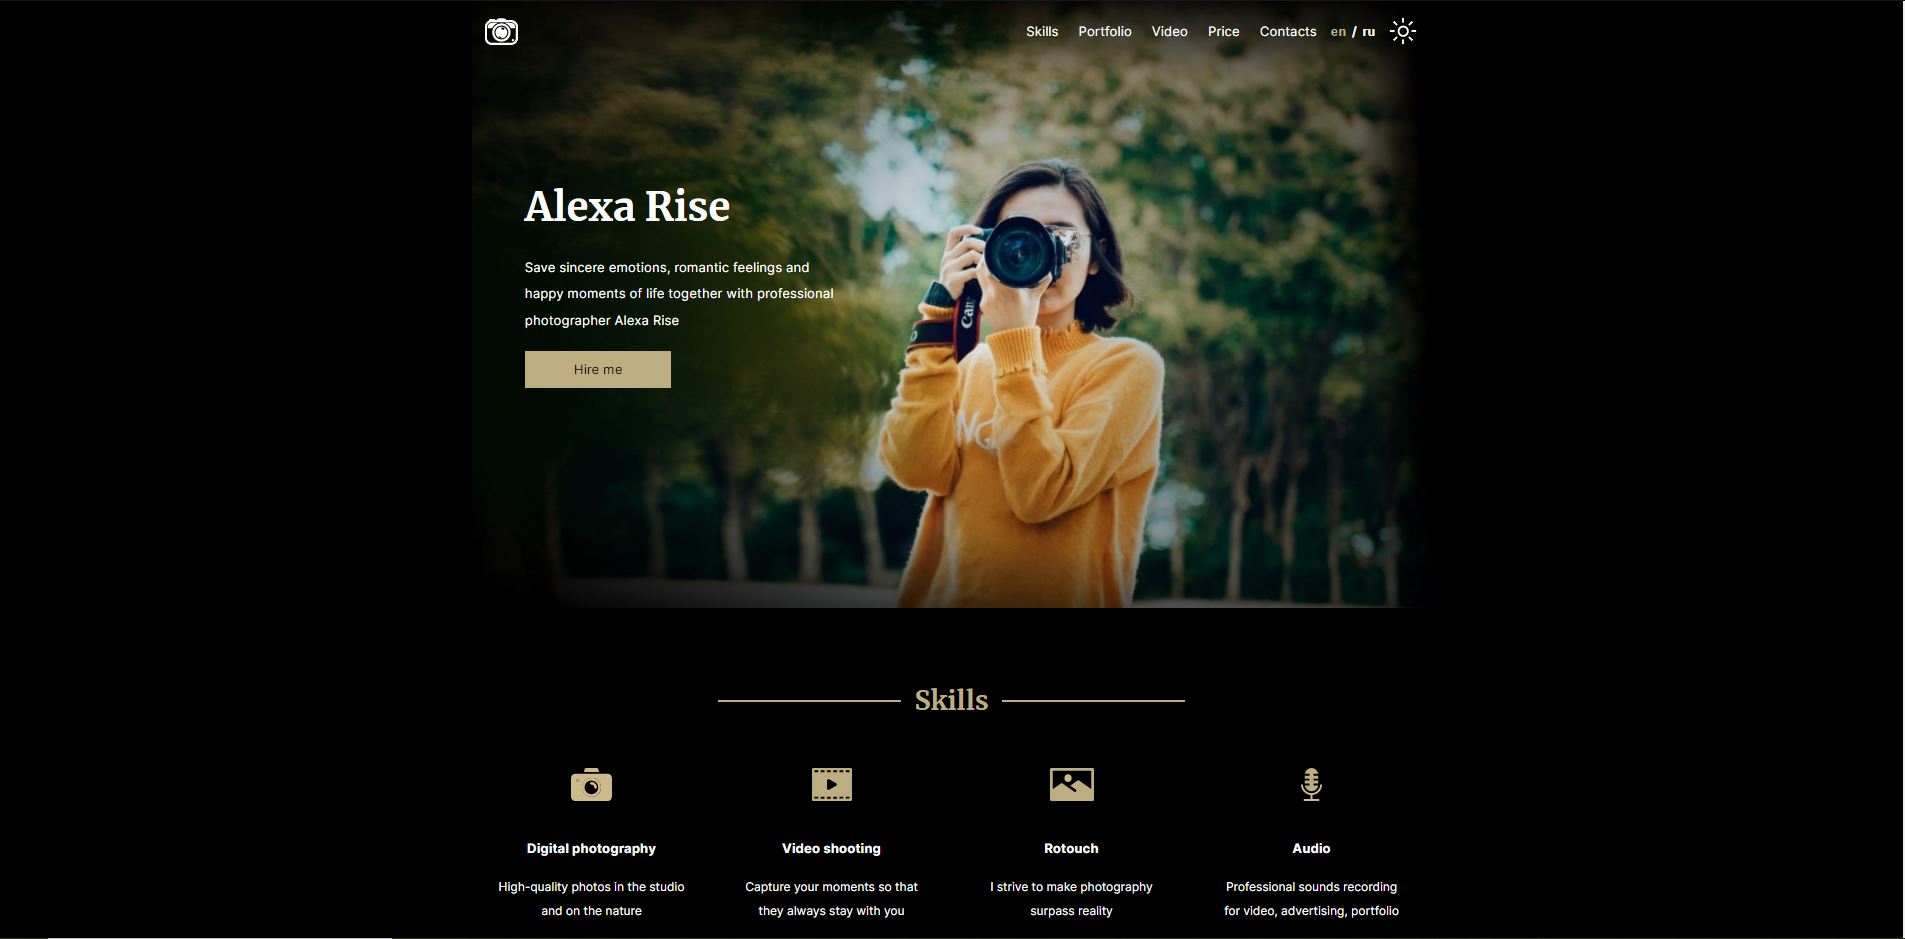 Skills Portfolio Video Price Contacts en / ru
Alexa Rise
Save sincere emotions, romantic feelings and
happy moments of life together with professional
photographer Alexa Rise
Hire me
Can
Skills
Digital photography
High-quality photos in the studio
and on the nature
Video shooting
Capture your moments so that
they always stay with you
Rotouch
I strive to make photography
surpass reality
Audio
Professional sounds recording
for video, advertising, portfolio